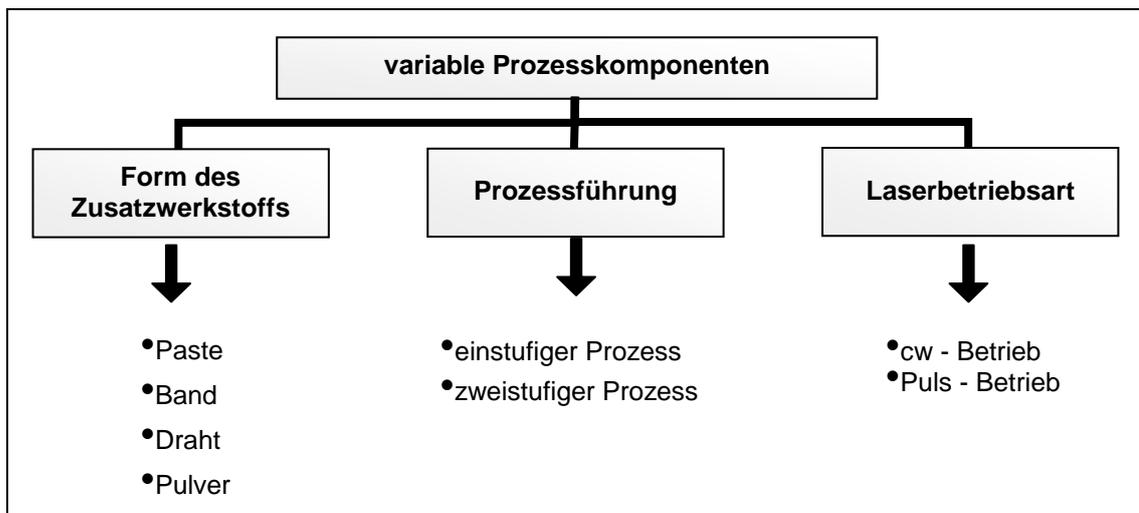 variable Prozesskomponenten
Form des
Zusatzwerkstoffs
Prozessführung
Laserbetriebsart
•Paste
•Band
•Draht
•Pulver
•einstufiger Prozess
•zweistufiger Prozess
•cw - Betrieb
•Puls - Betrieb